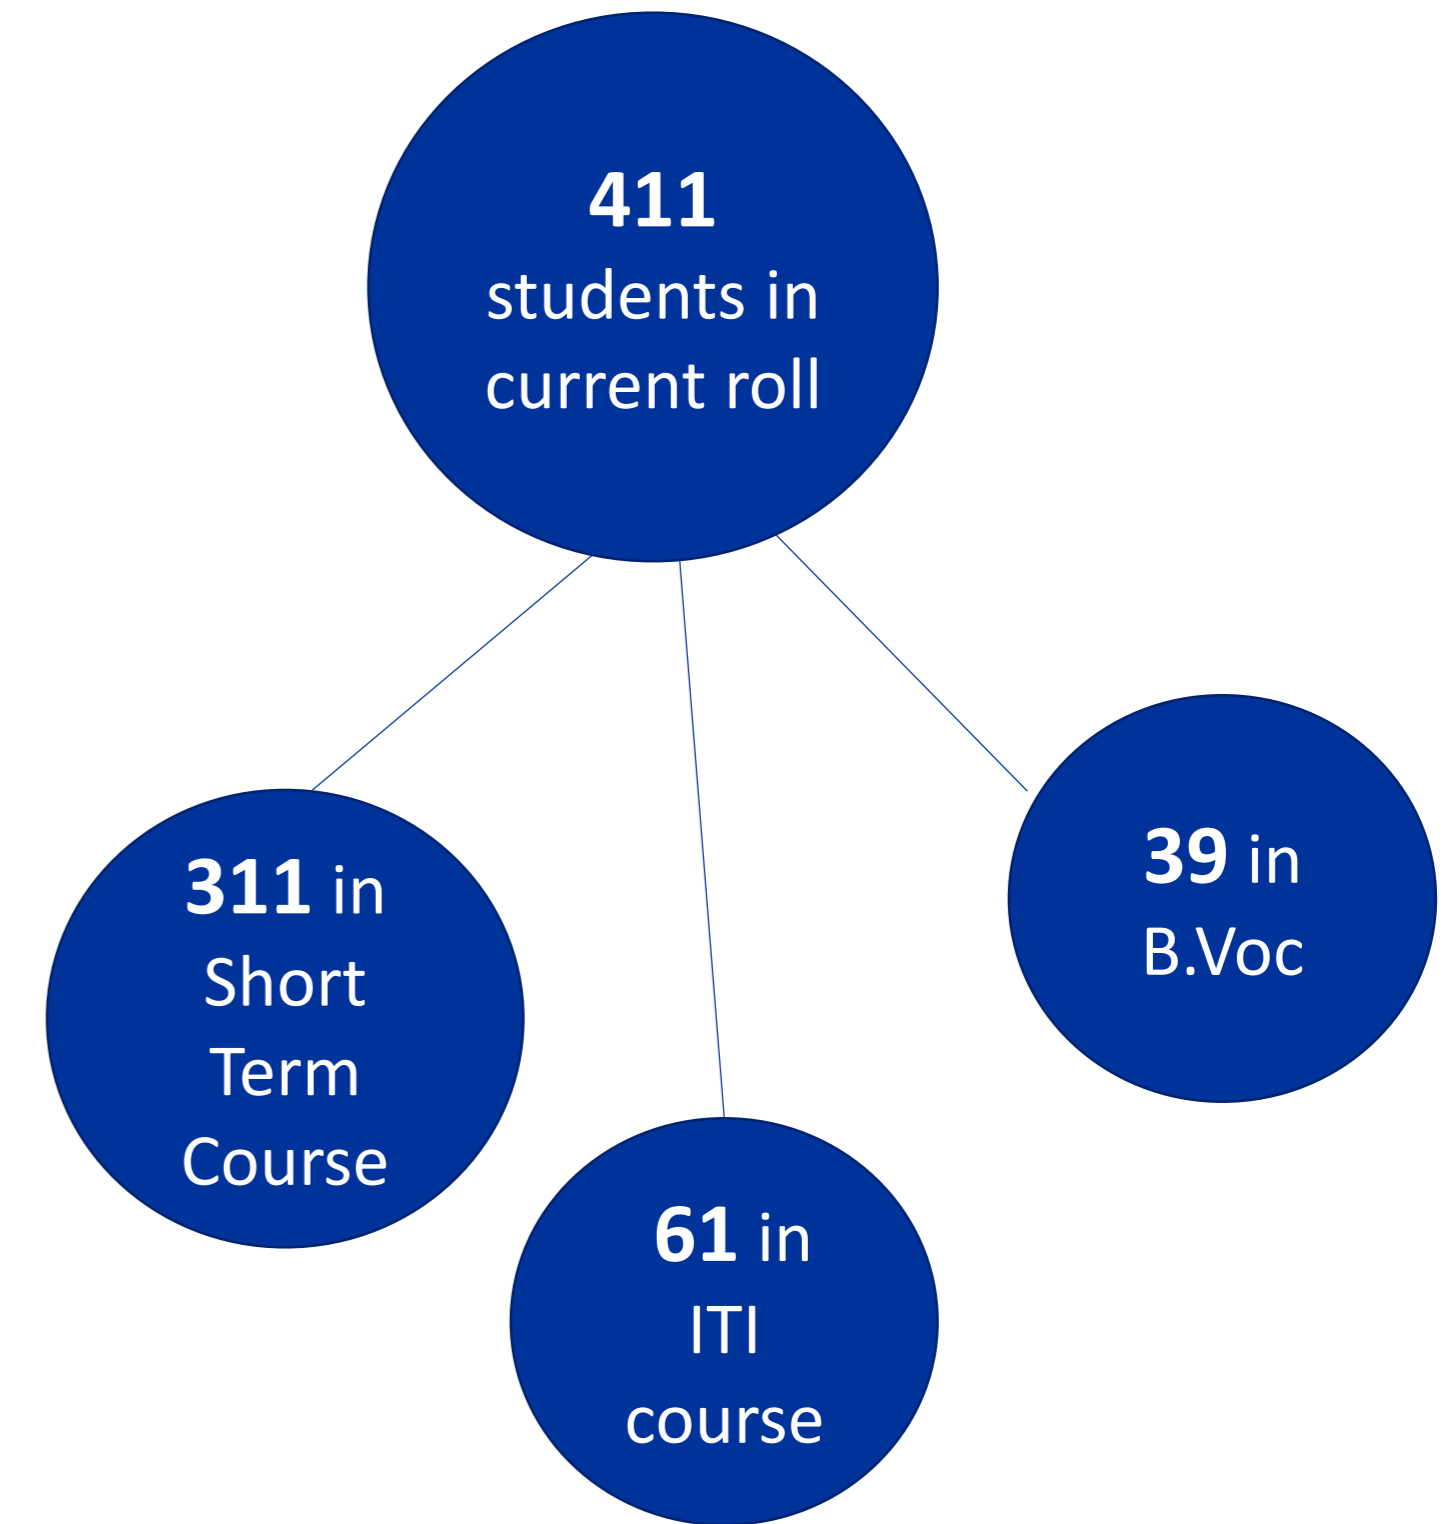 411
students in
current roll
311 in
Short
Term
Course
61 in
ITI
course
39 in
B.Voc